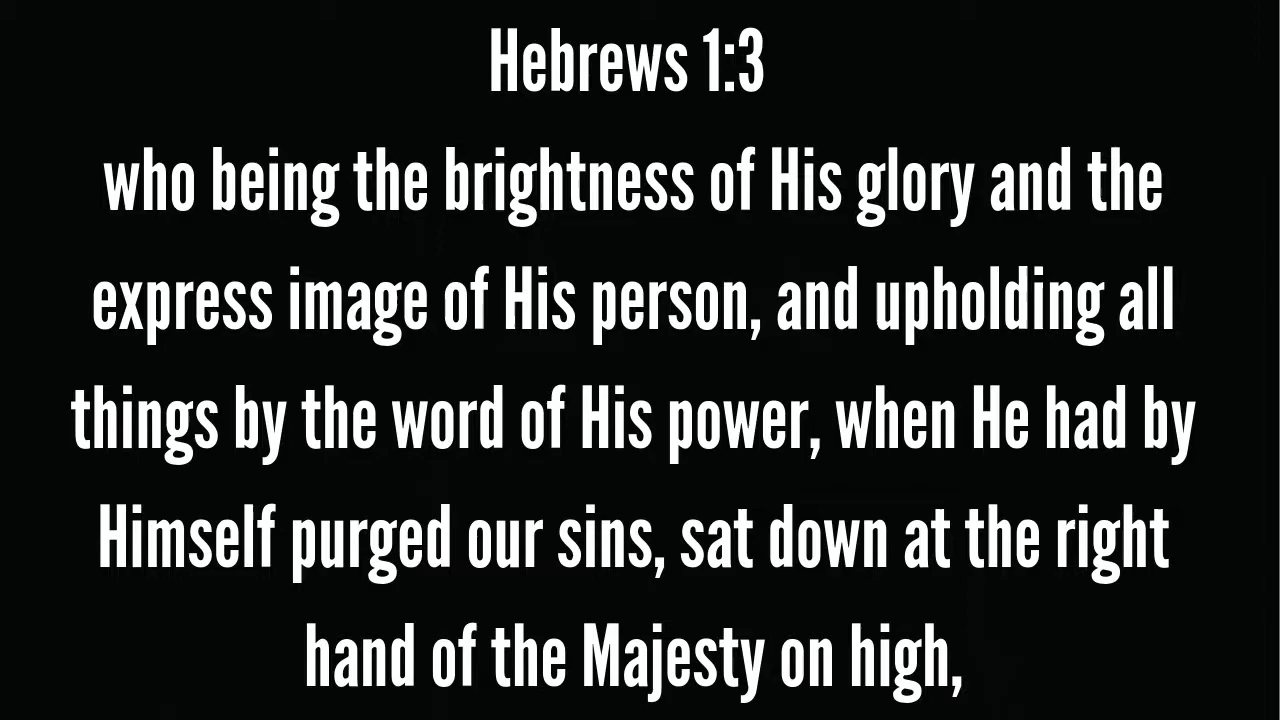 Hebrews 1:3
who being the brightness of His glory and the
express image of His person, and upholding all
things by the word of His power, when He had by
Himself purged our sins, sat down at the right
hand of the Majesty on high,